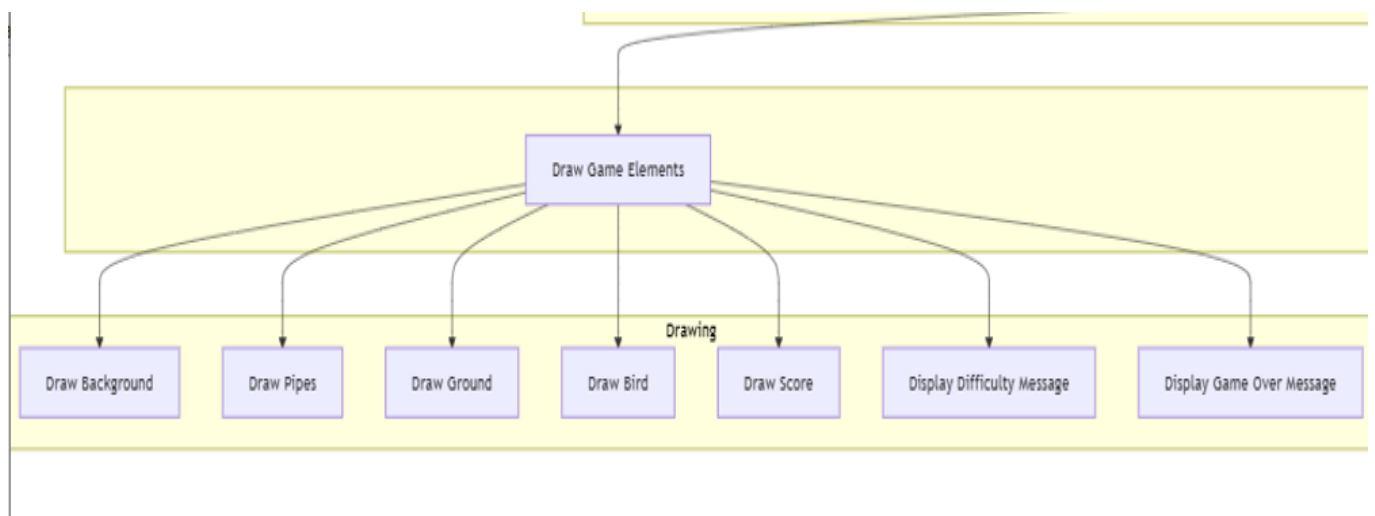 Draw Game Elements
Drawing
Draw Background
Draw Pipes
Draw Ground
Draw Bird
Draw Score
Display Difficulty Message
Display Game Over Message